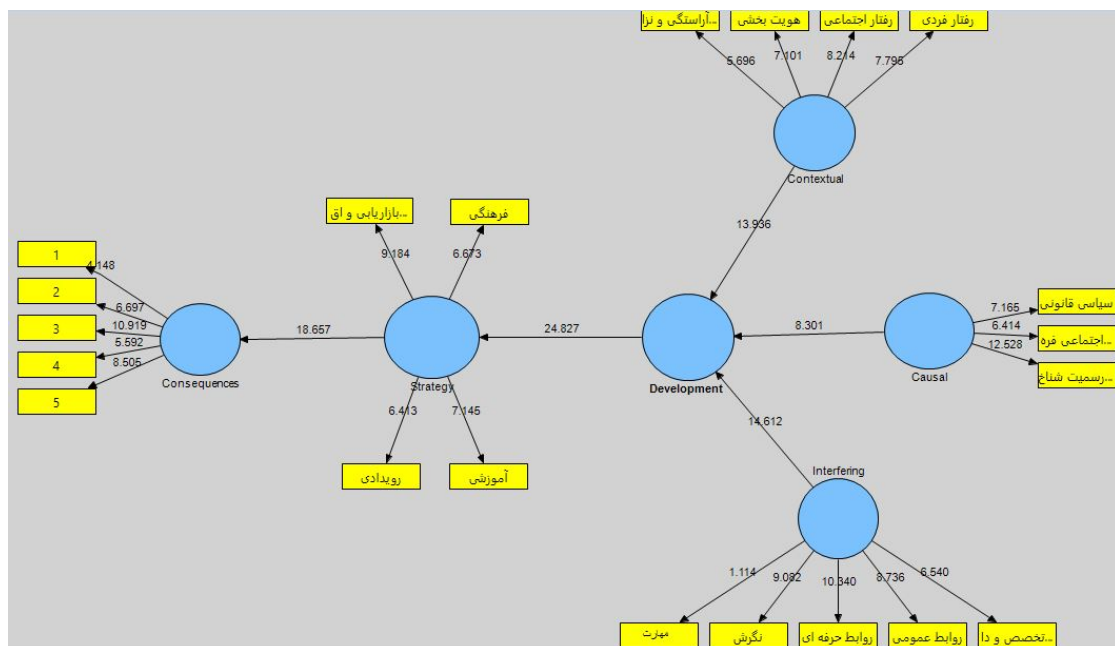 ...آراستگی و نزا
هویت بخشی
رفتار اجتماعی
رفتار فردی
5.696
7.101
8.214
7.795
Contextual
13.936
...بازاریابی و اق
فرهنگی
9.184
6.673
1
2
3
4
5
4.148
6.697
10.919
5.592
8.505
Consequences
18.657
Strategy
24.827
Development
8.301
Causal
7.165
6.414
12.528
سیاسی قانونی
...اجتماعی فره
...رسمیت شناخ
6.413
7.145
رویدادی
آموزشی
14.612
Interfering
1.114
9.082
10.340
8.736
6.540
مهارت
نگرش
روابط حرفه ای
روابط عمومی
...تخصص و دا